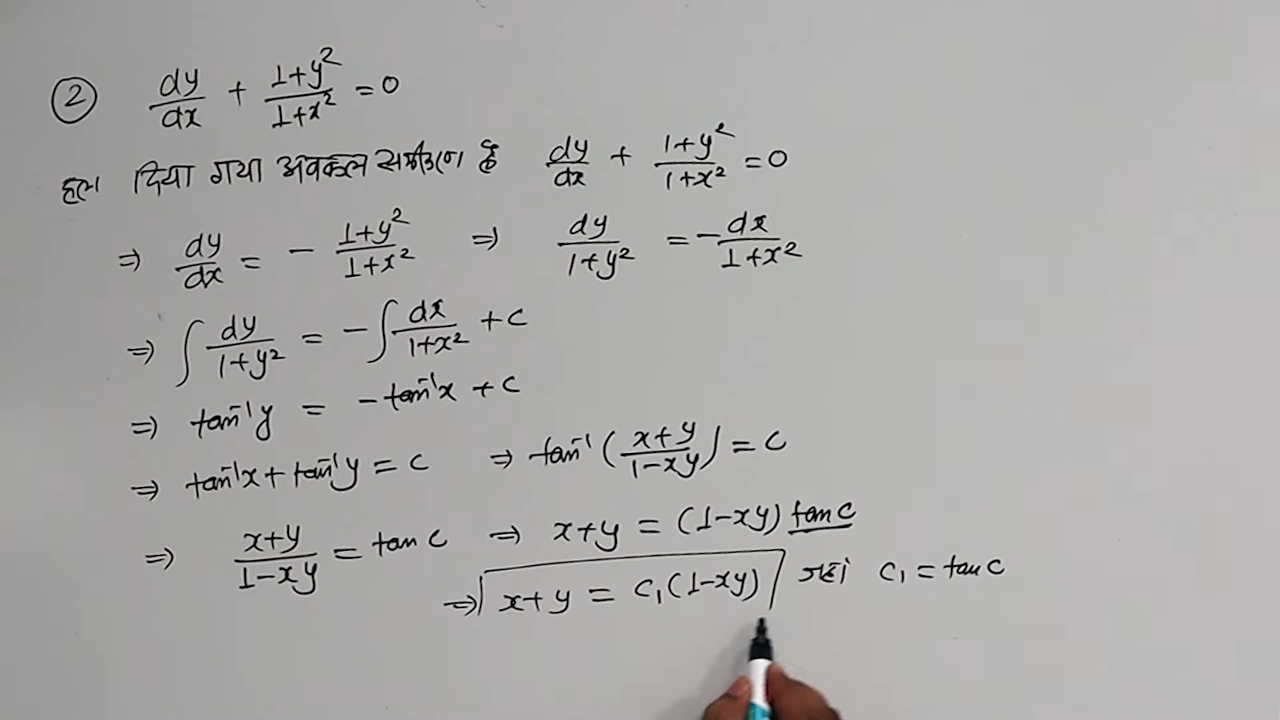 ② dy/dx + (1+y²)/(1+x²) = 0
हल दिया गया अवकल समीकरण है dy/dx + (1+y²)/(1+x²) = 0
⇒ dy/dx = - (1+y²)/(1+x²) ⇒ dy/(1+y²) = - dx/(1+x²)
⇒ ∫ dy/(1+y²) = - ∫ dx/(1+x²) + c
⇒ tan⁻¹y = - tan⁻¹x + c
⇒ tan⁻¹x + tan⁻¹y = c ⇒ tan⁻¹((x+y)/(1-xy)) = c
⇒ (x+y)/(1-xy) = tan c ⇒ x+y = (1-xy) tan c
⇒ x+y = c₁(1-xy) जहां c₁ = tan c